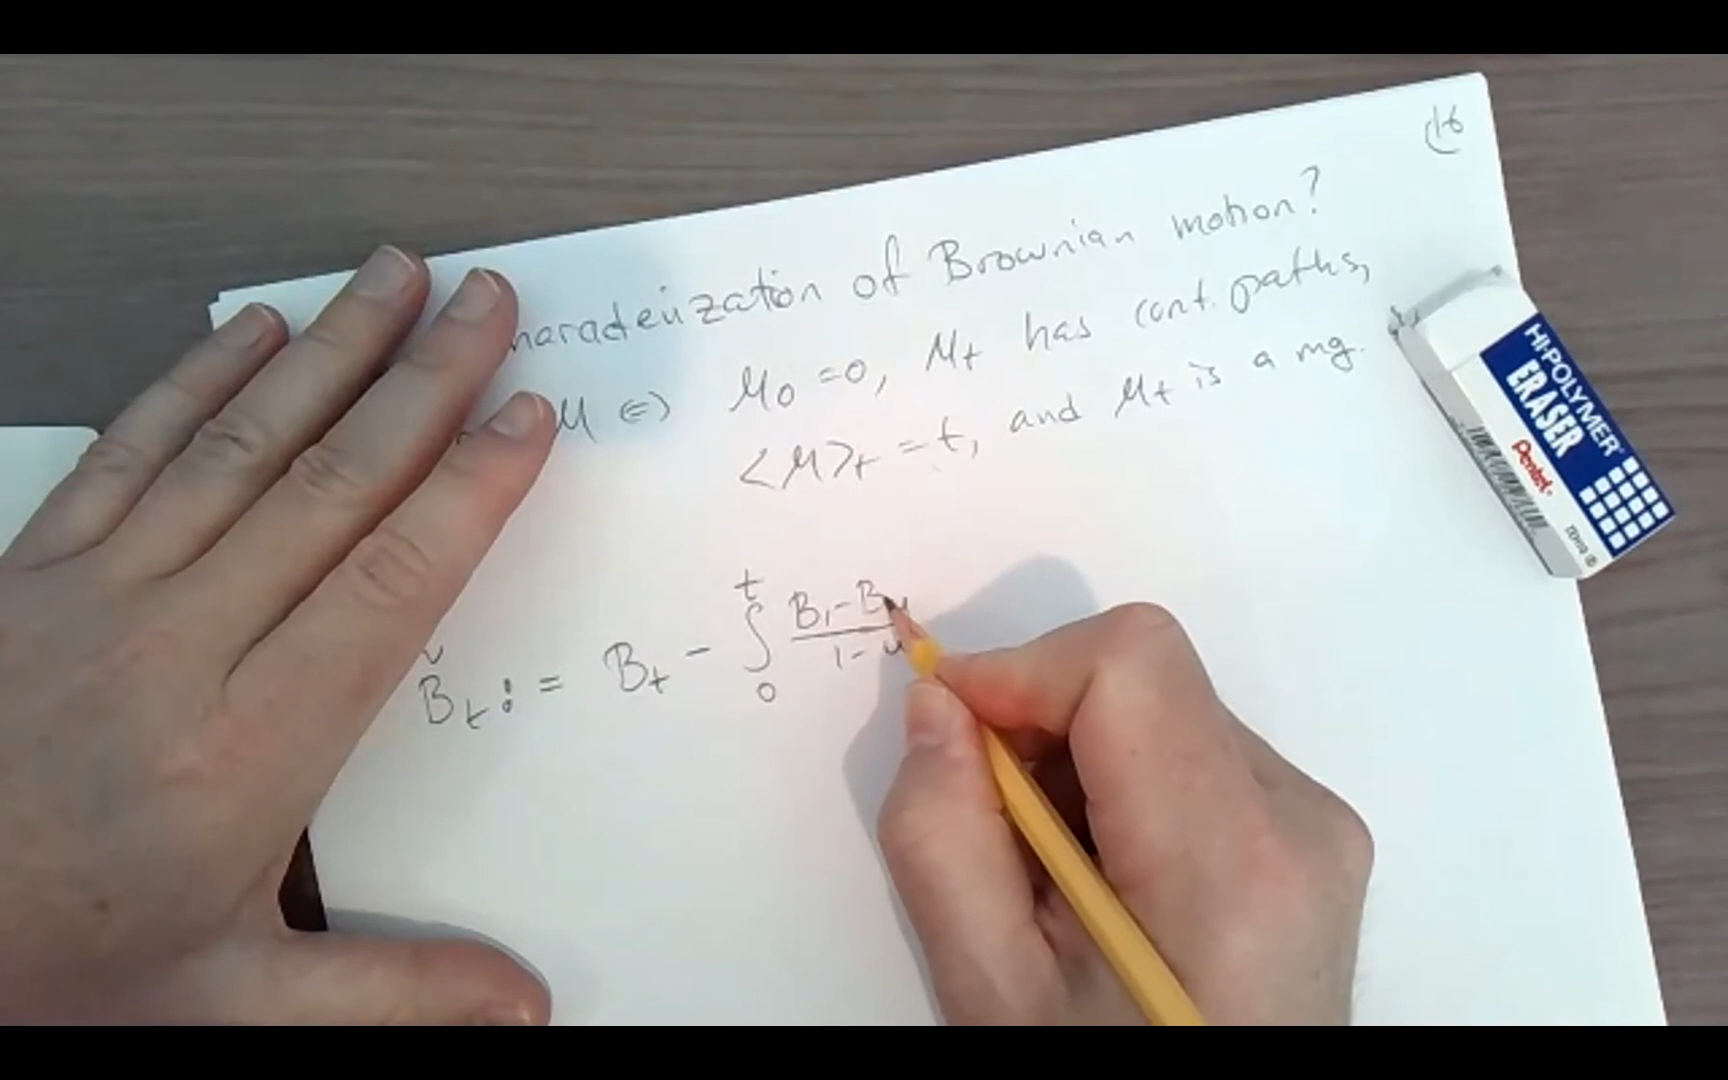 16
haracterization of Brownian motion?
M ⇔ M₀ = 0, Mₜ has cont. paths,
<M>ₜ = t, and Mₜ is a mg.
B̃ₜ := Bₜ - ∫₀ᵗ (B₁ - Bᵤ)/(1 - u)
HI-POLYMER
ERASER
Pentel